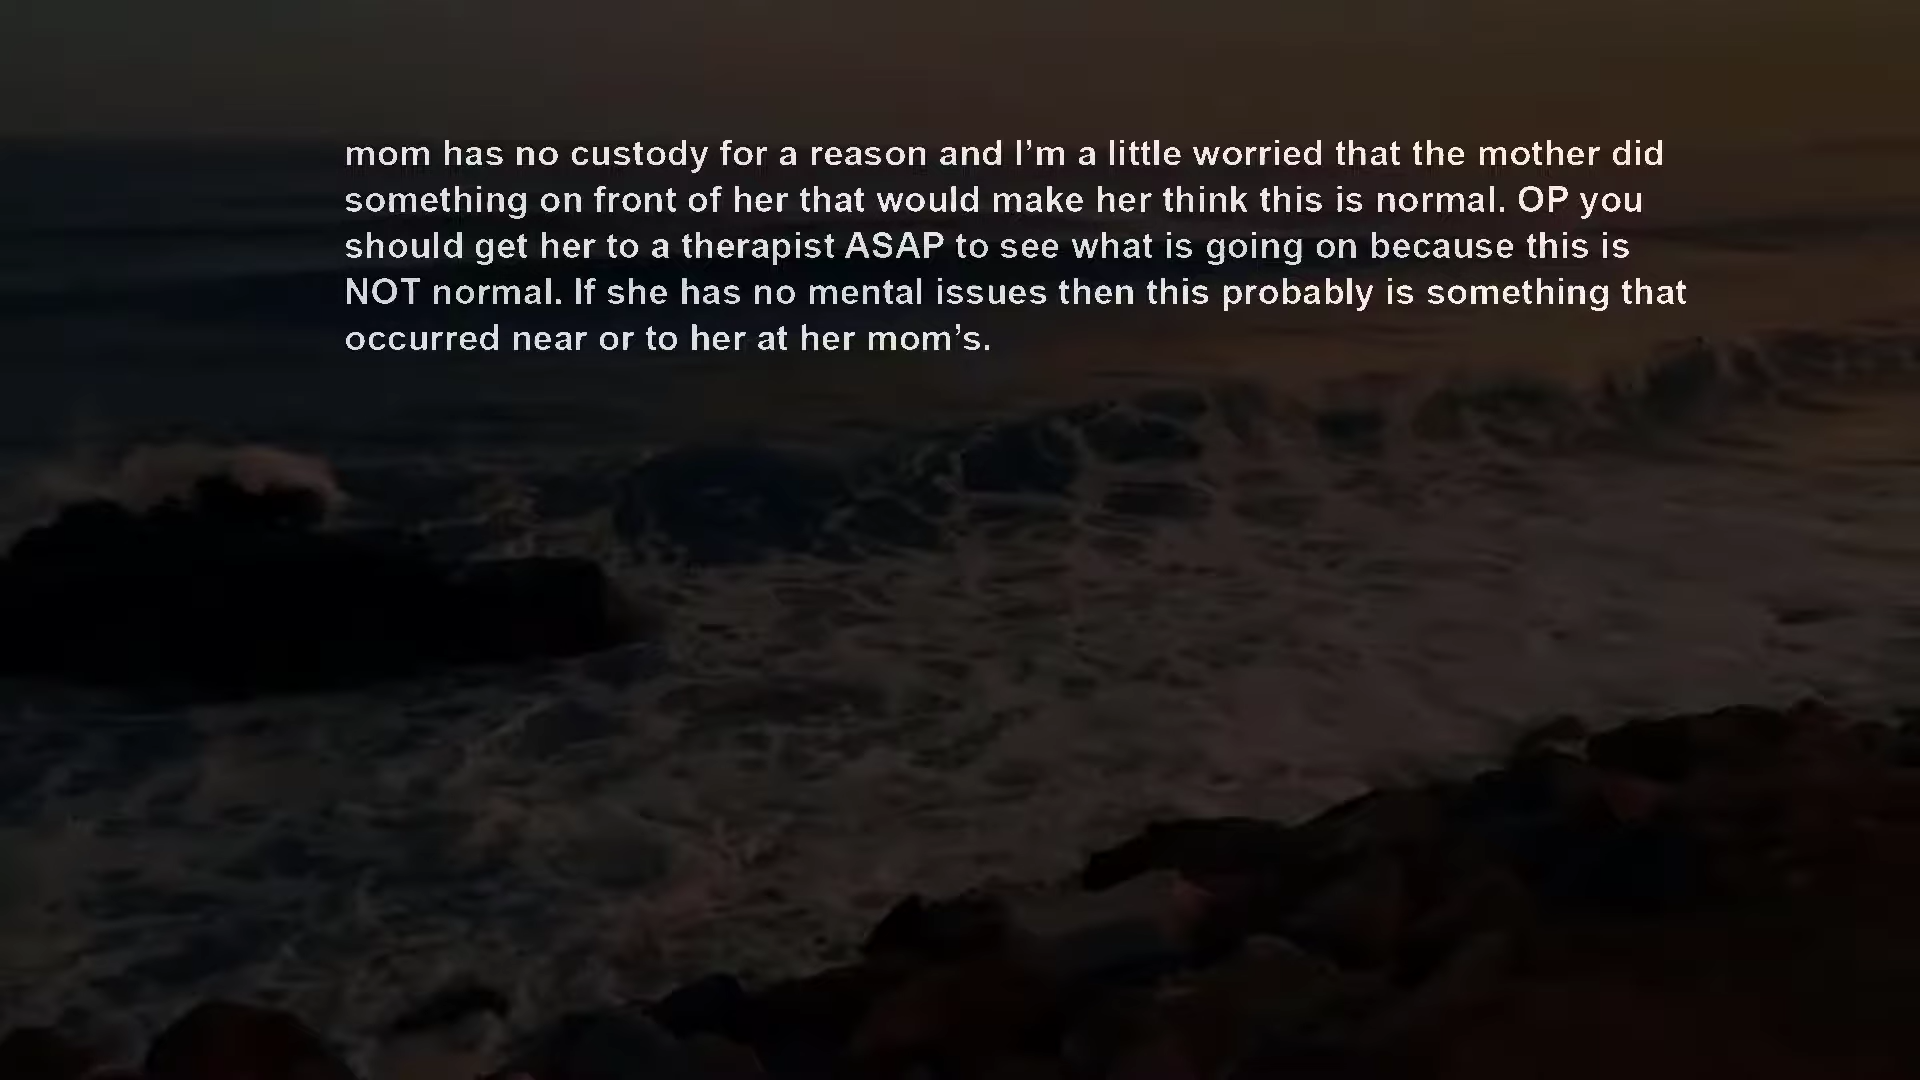 mom has no custody for a reason and I’m a little worried that the mother did
something on front of her that would make her think this is normal. OP you
should get her to a therapist ASAP to see what is going on because this is
NOT normal. If she has no mental issues then this probably is something that
occurred near or to her at her mom’s.